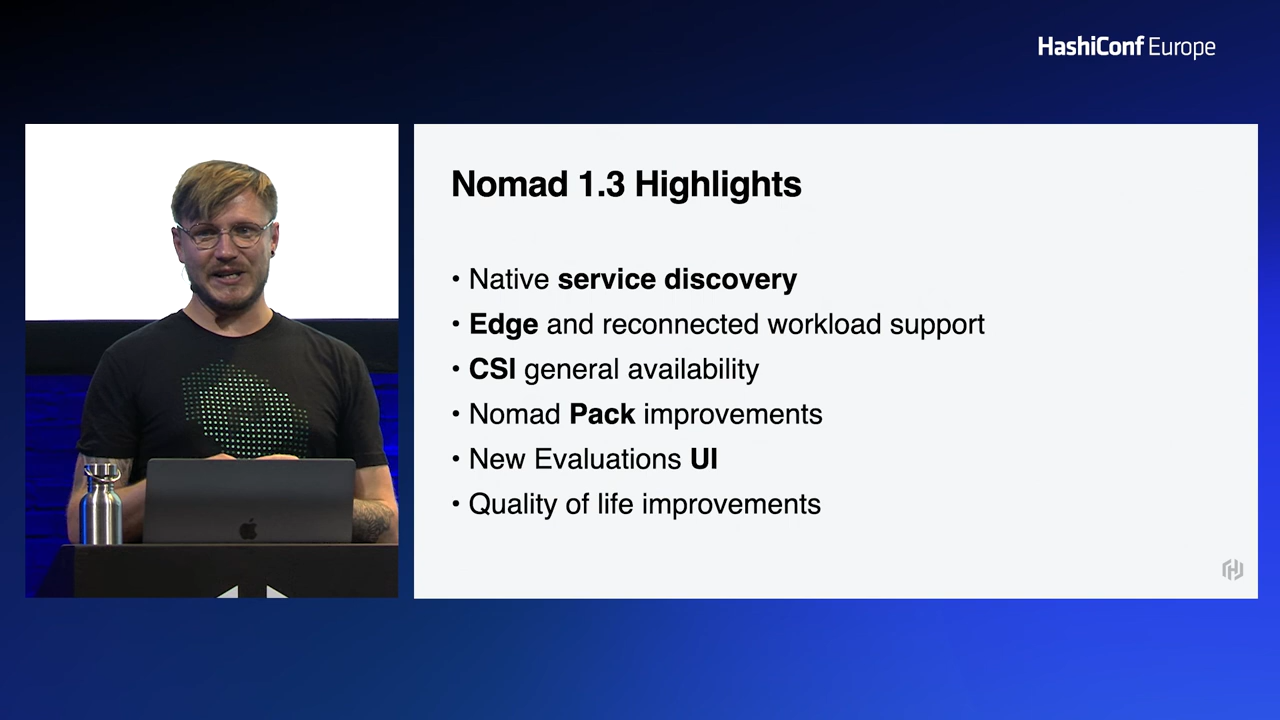 HashiConf Europe
Nomad 1.3 Highlights
• Native service discovery
• Edge and reconnected workload support
• CSI general availability
• Nomad Pack improvements
• New Evaluations UI
• Quality of life improvements